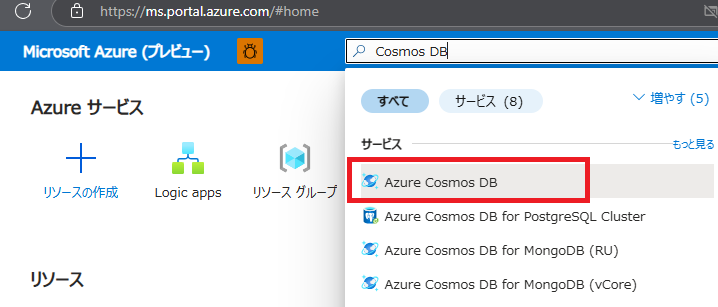 https://ms.portal.azure.com/#home
Microsoft Azure (プレビュー)
Cosmos DB
Azure サービス
リソースの作成
Logic apps
リソース グループ
リソース
すべて
サービス (8)
増やす (5)
サービス
もっと見る
Azure Cosmos DB
Azure Cosmos DB for PostgreSQL Cluster
Azure Cosmos DB for MongoDB (RU)
Azure Cosmos DB for MongoDB (vCore)